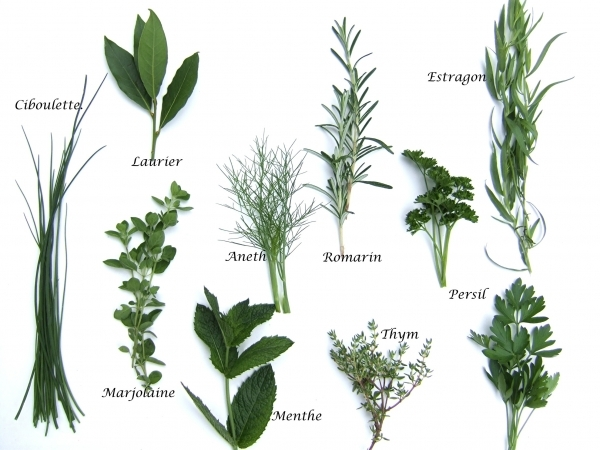 Estragon
Ciboulette
Laurier
Aneth
Romarin
Persil
Thym
Marjolaine
Menthe